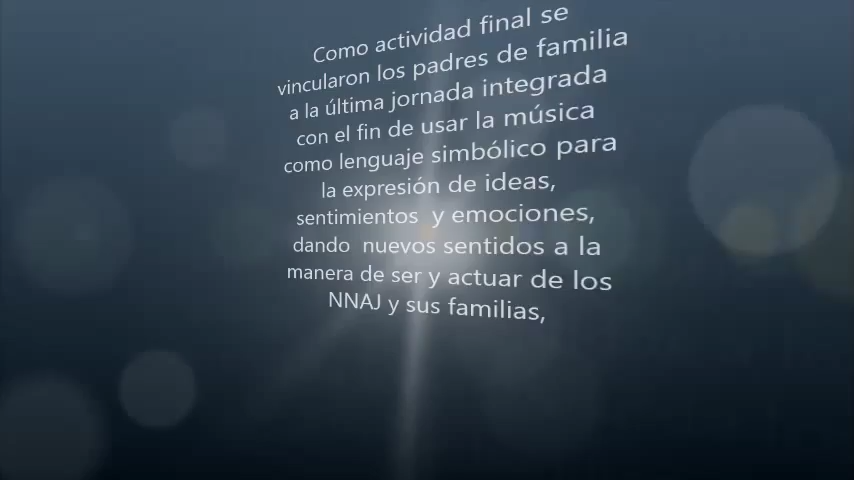 Como actividad final se
vincularon los padres de familia
a la última jornada integrada
con el fin de usar la música
como lenguaje simbólico para
la expresión de ideas,
sentimientos  y emociones,
dando  nuevos sentidos a la
manera de ser y actuar de los
NNAJ y sus familias,